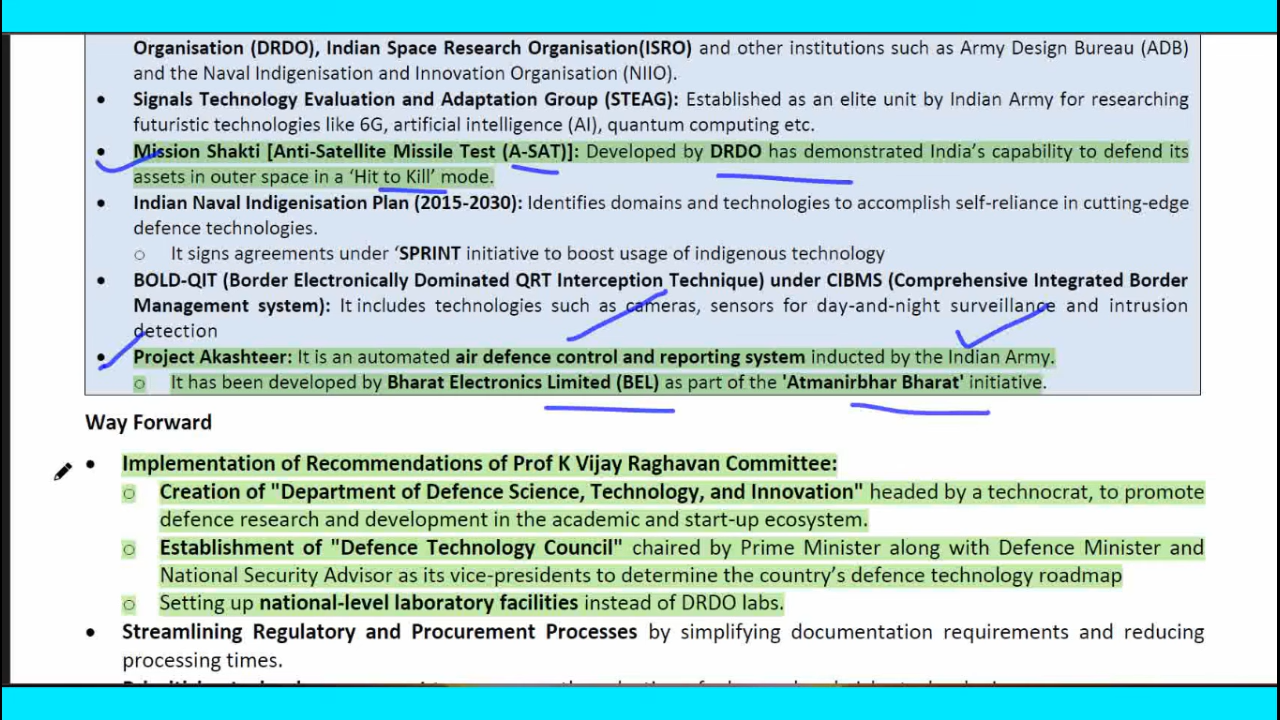 Organisation (DRDO), Indian Space Research Organisation(ISRO) and other institutions such as Army Design Bureau (ADB)
and the Naval Indigenisation and Innovation Organisation (NIIO).
• Signals Technology Evaluation and Adaptation Group (STEAG): Established as an elite unit by Indian Army for researching
futuristic technologies like 6G, artificial intelligence (AI), quantum computing etc.
• Mission Shakti [Anti-Satellite Missile Test (A-SAT)]: Developed by DRDO has demonstrated India's capability to defend its
assets in outer space in a 'Hit to Kill' mode.
• Indian Naval Indigenisation Plan (2015-2030): Identifies domains and technologies to accomplish self-reliance in cutting-edge
defence technologies.
○ It signs agreements under 'SPRINT initiative to boost usage of indigenous technology
• BOLD-QIT (Border Electronically Dominated QRT Interception Technique) under CIBMS (Comprehensive Integrated Border
Management system): It includes technologies such as cameras, sensors for day-and-night surveillance and intrusion
detection
• Project Akashteer: It is an automated air defence control and reporting system inducted by the Indian Army.
○ It has been developed by Bharat Electronics Limited (BEL) as part of the 'Atmanirbhar Bharat' initiative.
Way Forward
• Implementation of Recommendations of Prof K Vijay Raghavan Committee:
○ Creation of "Department of Defence Science, Technology, and Innovation" headed by a technocrat, to promote
defence research and development in the academic and start-up ecosystem.
○ Establishment of "Defence Technology Council" chaired by Prime Minister along with Defence Minister and
National Security Advisor as its vice-presidents to determine the country's defence technology roadmap
○ Setting up national-level laboratory facilities instead of DRDO labs.
• Streamlining Regulatory and Procurement Processes by simplifying documentation requirements and reducing
processing times.